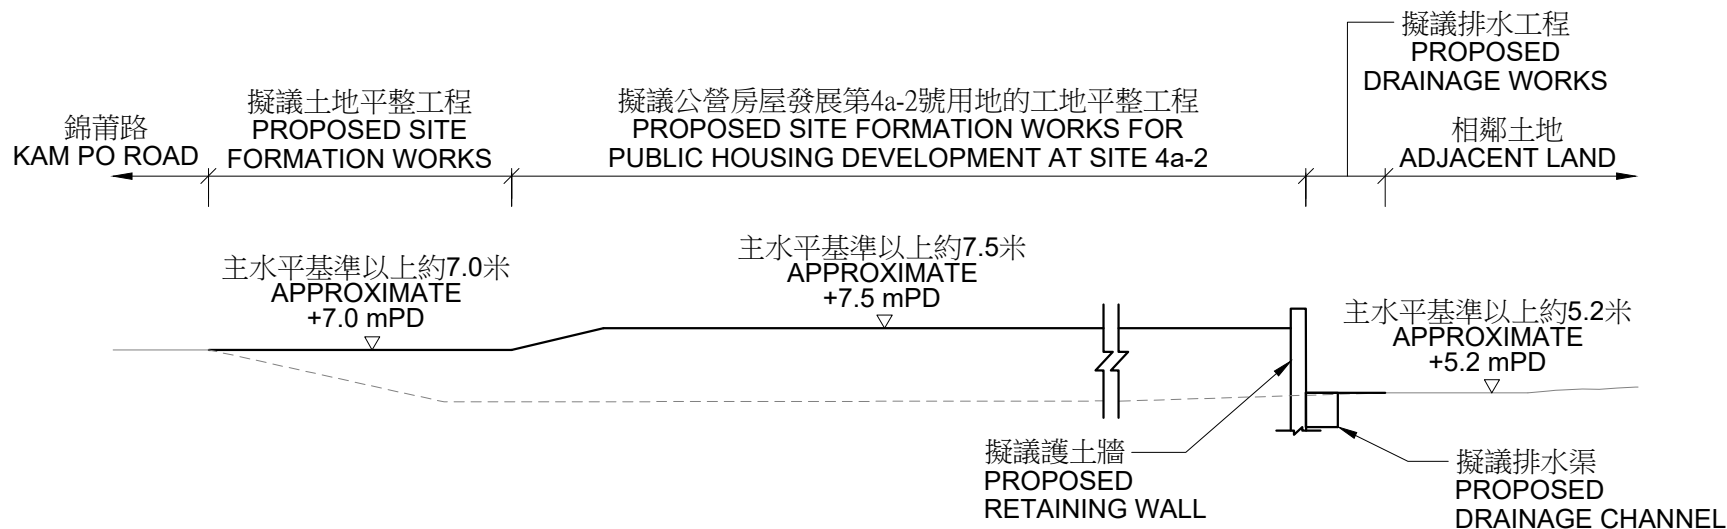 擬議排水工程
PROPOSED
DRAINAGE WORKS
錦莆路
KAM PO ROAD
擬議土地平整工程
PROPOSED SITE
FORMATION WORKS
擬議公營房屋發展第4a-2號用地的工地平整工程
PROPOSED SITE FORMATION WORKS FOR
PUBLIC HOUSING DEVELOPMENT AT SITE 4a-2
相鄰土地
ADJACENT LAND
主水平基準以上約7.0米
APPROXIMATE
+7.0 mPD
主水平基準以上約7.5米
APPROXIMATE
+7.5 mPD
主水平基準以上約5.2米
APPROXIMATE
+5.2 mPD
擬議護土牆
PROPOSED
RETAINING WALL
擬議排水渠
PROPOSED
DRAINAGE CHANNEL